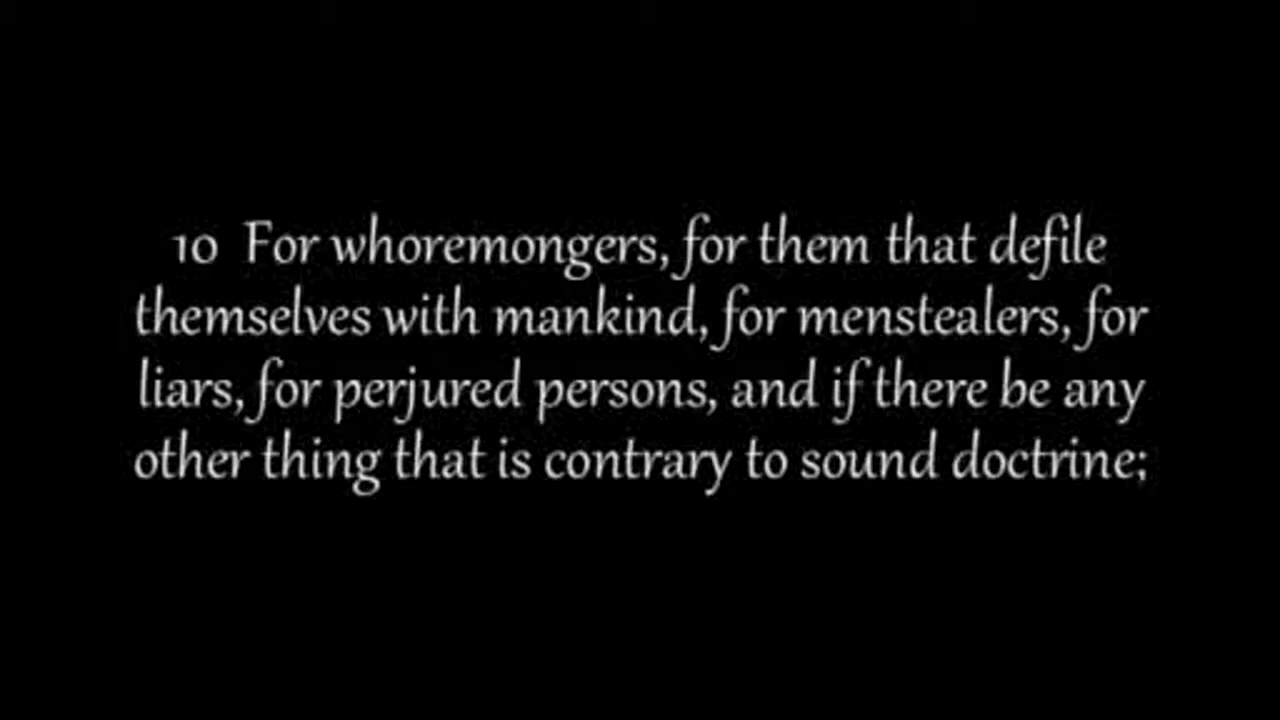 10 For whoremongers, for them that defile
themselves with mankind, for menstealers, for
liars, for perjured persons, and if there be any
other thing that is contrary to sound doctrine;